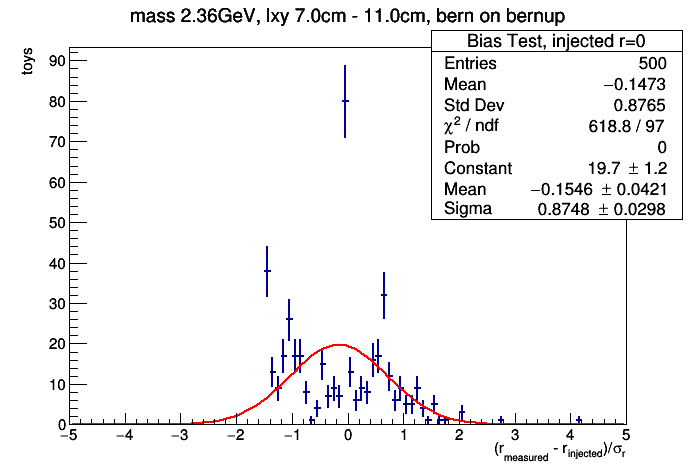 mass 2.36GeV, lxy 7.0cm - 11.0cm, bern on bernup
Bias Test, injected r=0
Entries 500
Mean −0.1473
Std Dev 0.8765
χ² / ndf 618.8 / 97
Prob 0
Constant 19.7 ± 1.2
Mean −0.1546 ± 0.0421
Sigma 0.8748 ± 0.0298
toys
90
80
70
60
50
40
30
20
10
0
−5 −4 −3 −2 −1 0 1 2 3 4 5
(r_measured - r_injected)/σ_r